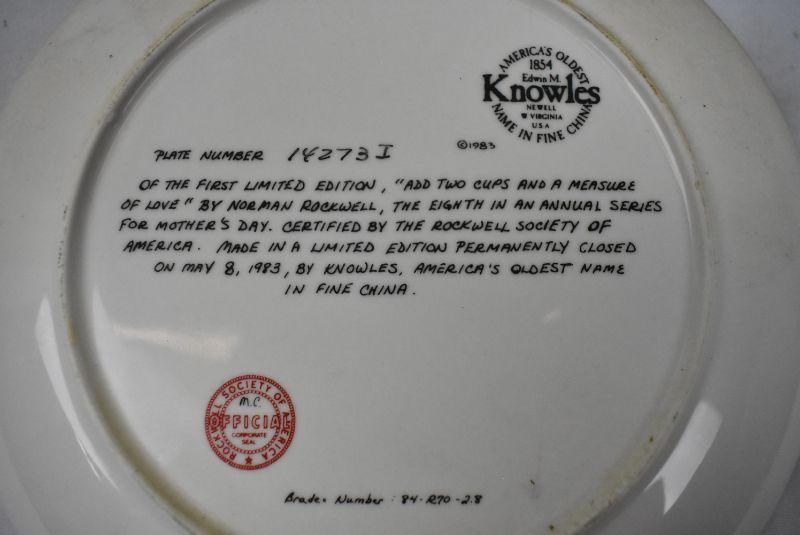 AMERICA'S OLDEST
1854
Edwin M.
Knowles
NEWELL
W VIRGINIA
USA
NAME IN FINE CHINA
©1983
PLATE NUMBER 14273 I
OF THE FIRST LIMITED EDITION, "ADD TWO CUPS AND A MEASURE
OF LOVE" BY NORMAN ROCKWELL, THE EIGHTH IN AN ANNUAL SERIES
FOR MOTHER'S DAY. CERTIFIED BY THE ROCKWELL SOCIETY OF
AMERICA. MADE IN A LIMITED EDITION PERMANENTLY CLOSED
ON MAY 8, 1983, BY KNOWLES, AMERICA'S OLDEST NAME
IN FINE CHINA.
ROCKWELL SOCIETY OF AMERICA
M.C.
OFFICIAL
CORPORATE
SEAL
Bradex Number: 84-R70-2.8